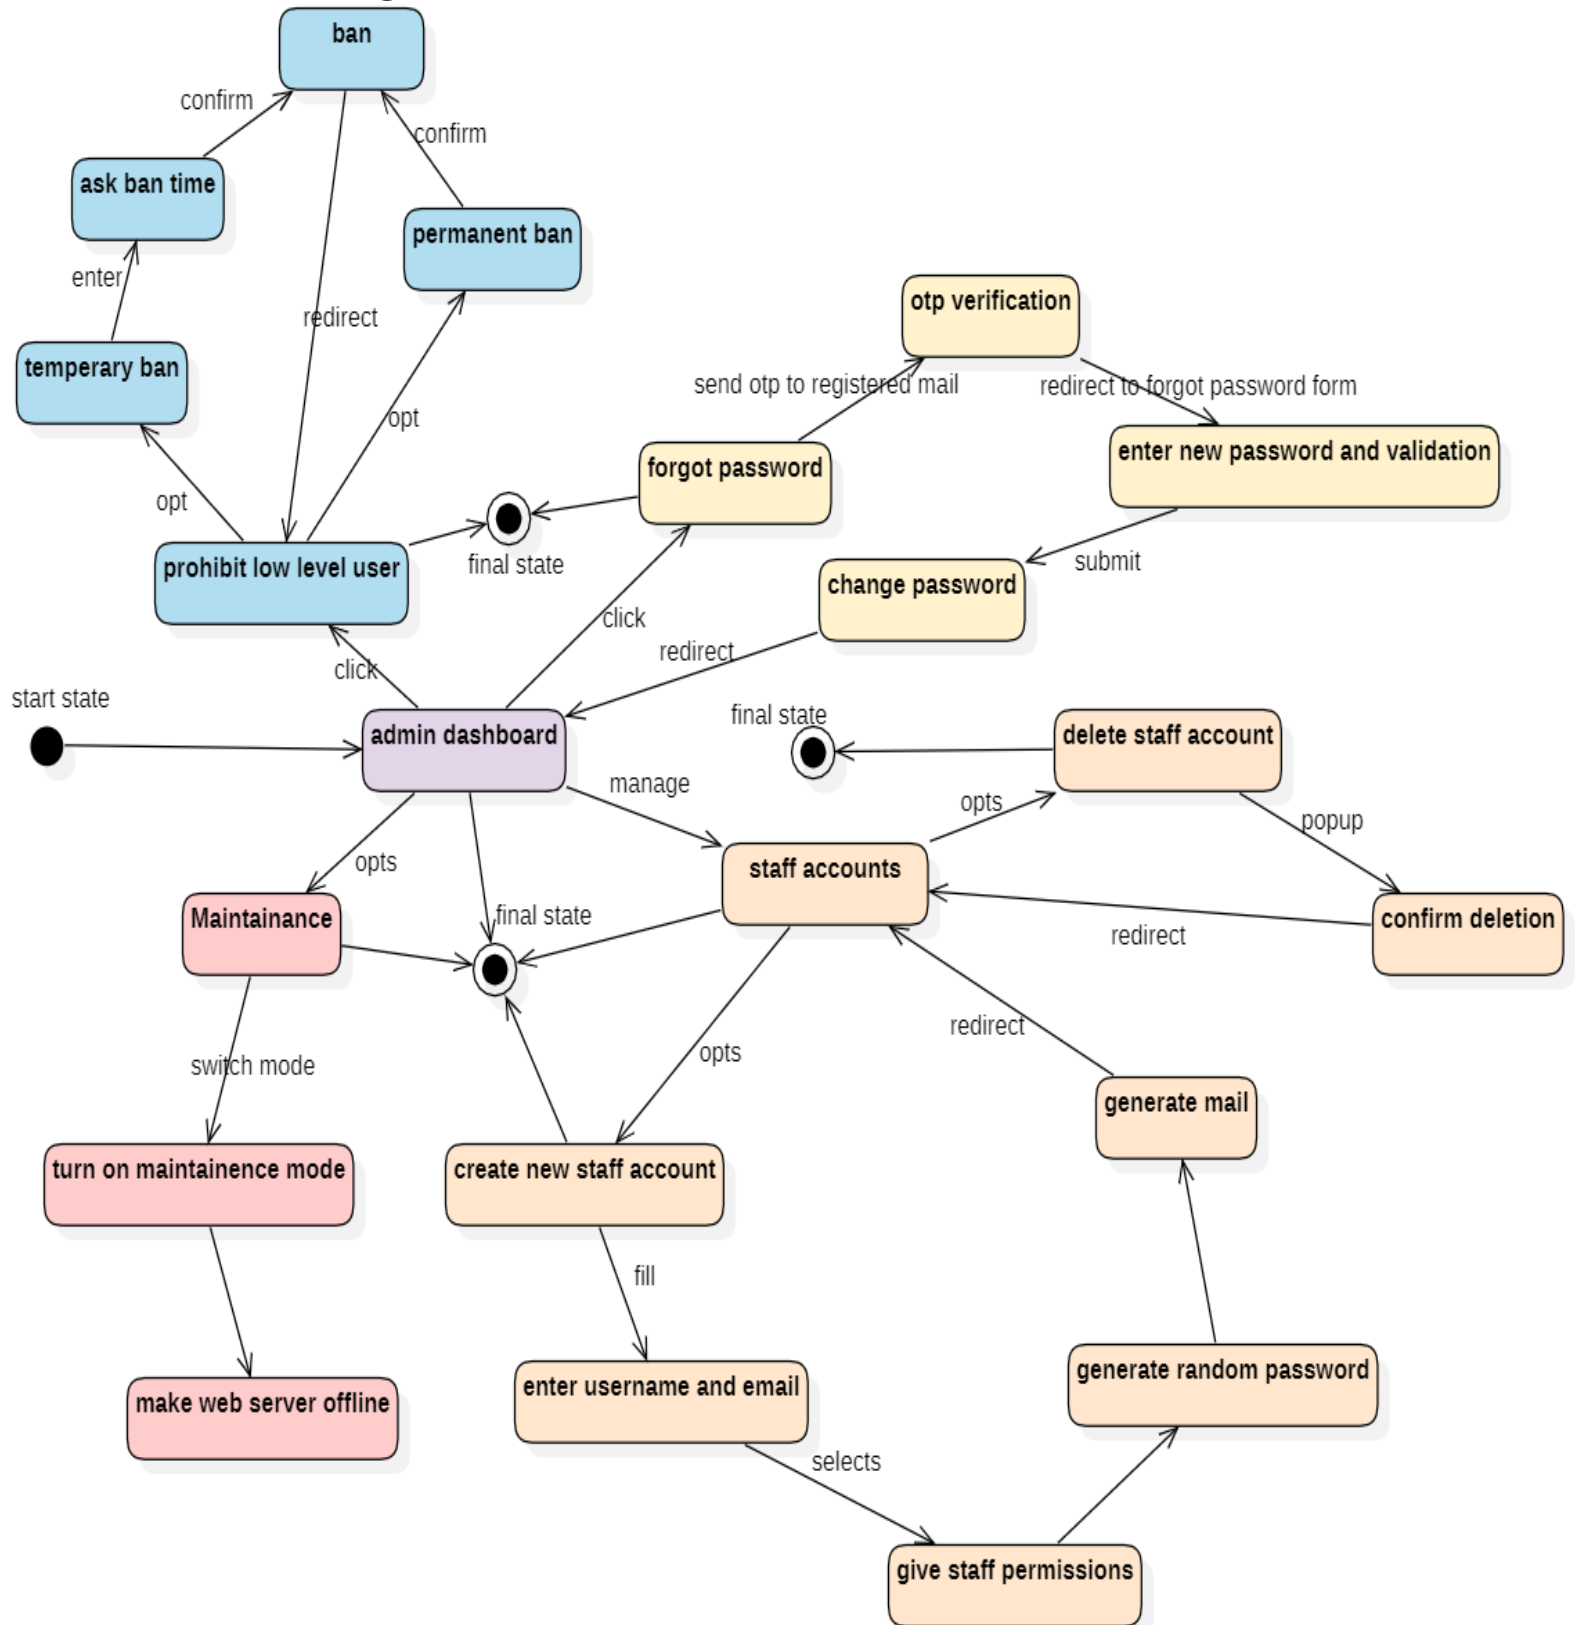 ban
confirm
confirm
ask ban time
permanent ban
enter
redirect
otp verification
temperary ban
send otp to registered mail
redirect to forgot password form
opt
forgot password
enter new password and validation
opt
final state
prohibit low level user
submit
change password
click
redirect
click
start state
final state
admin dashboard
delete staff account
manage
opts
popup
opts
staff accounts
Maintainance
final state
confirm deletion
redirect
redirect
opts
switch mode
generate mail
turn on maintainence mode
create new staff account
fill
generate random password
enter username and email
make web server offline
selects
give staff permissions